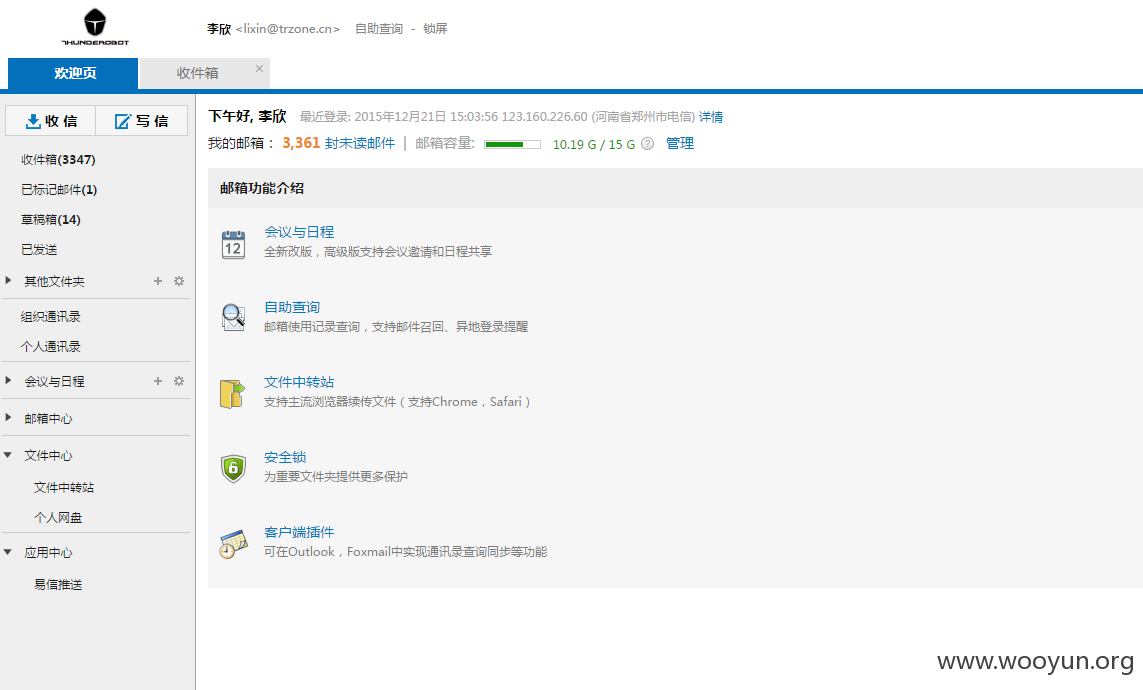 THUNDEROBOT
李欣 <lixin@trzone.cn> 自助查询 - 锁屏
欢迎页 收件箱 ×
收信 写信
收件箱(3347)
已标记邮件(1)
草稿箱(14)
已发送
其他文件夹 +
组织通讯录
个人通讯录
会议与日程 +
邮箱中心
文件中心
文件中转站
个人网盘
应用中心
易信推送
下午好, 李欣 最近登录: 2015年12月21日 15:03:56 123.160.226.60 (河南省郑州市电信) 详情
我的邮箱： 3,361 封未读邮件 | 邮箱容量: 10.19 G / 15 G ? 管理
邮箱功能介绍
12
会议与日程
全新改版，高级版支持会议邀请和日程共享
自助查询
邮箱使用记录查询，支持邮件召回、异地登录提醒
文件中转站
支持主流浏览器续传文件（支持Chrome，Safari）
6
安全锁
为重要文件夹提供更多保护
客户端插件
可在Outlook，Foxmail中实现通讯录查询同步等功能
www.wooyun.org